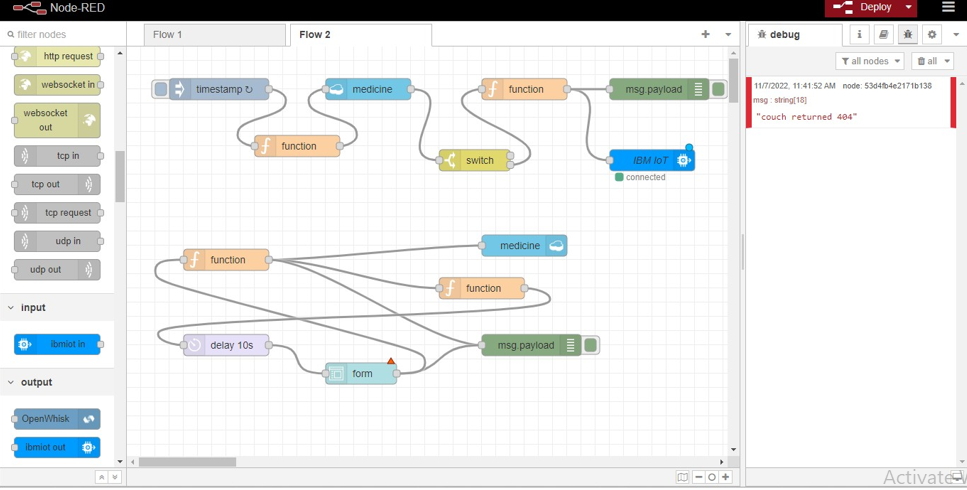 Node-RED
Deploy
filter nodes
Flow 1
Flow 2
debug
i
all nodes
all
http request
websocket in
websocket
out
tcp in
tcp out
tcp request
udp in
udp out
input
ibmiot in
output
OpenWhisk
ibmiot out
timestamp ↻
medicine
function
msg.payload
function
switch
IBM IoT
connected
medicine
function
function
delay 10s
msg.payload
form
11/7/2022, 11:41:52 AM node: 53d4fb4e2171b138
msg : string[18]
"couch returned 404"
Activate W